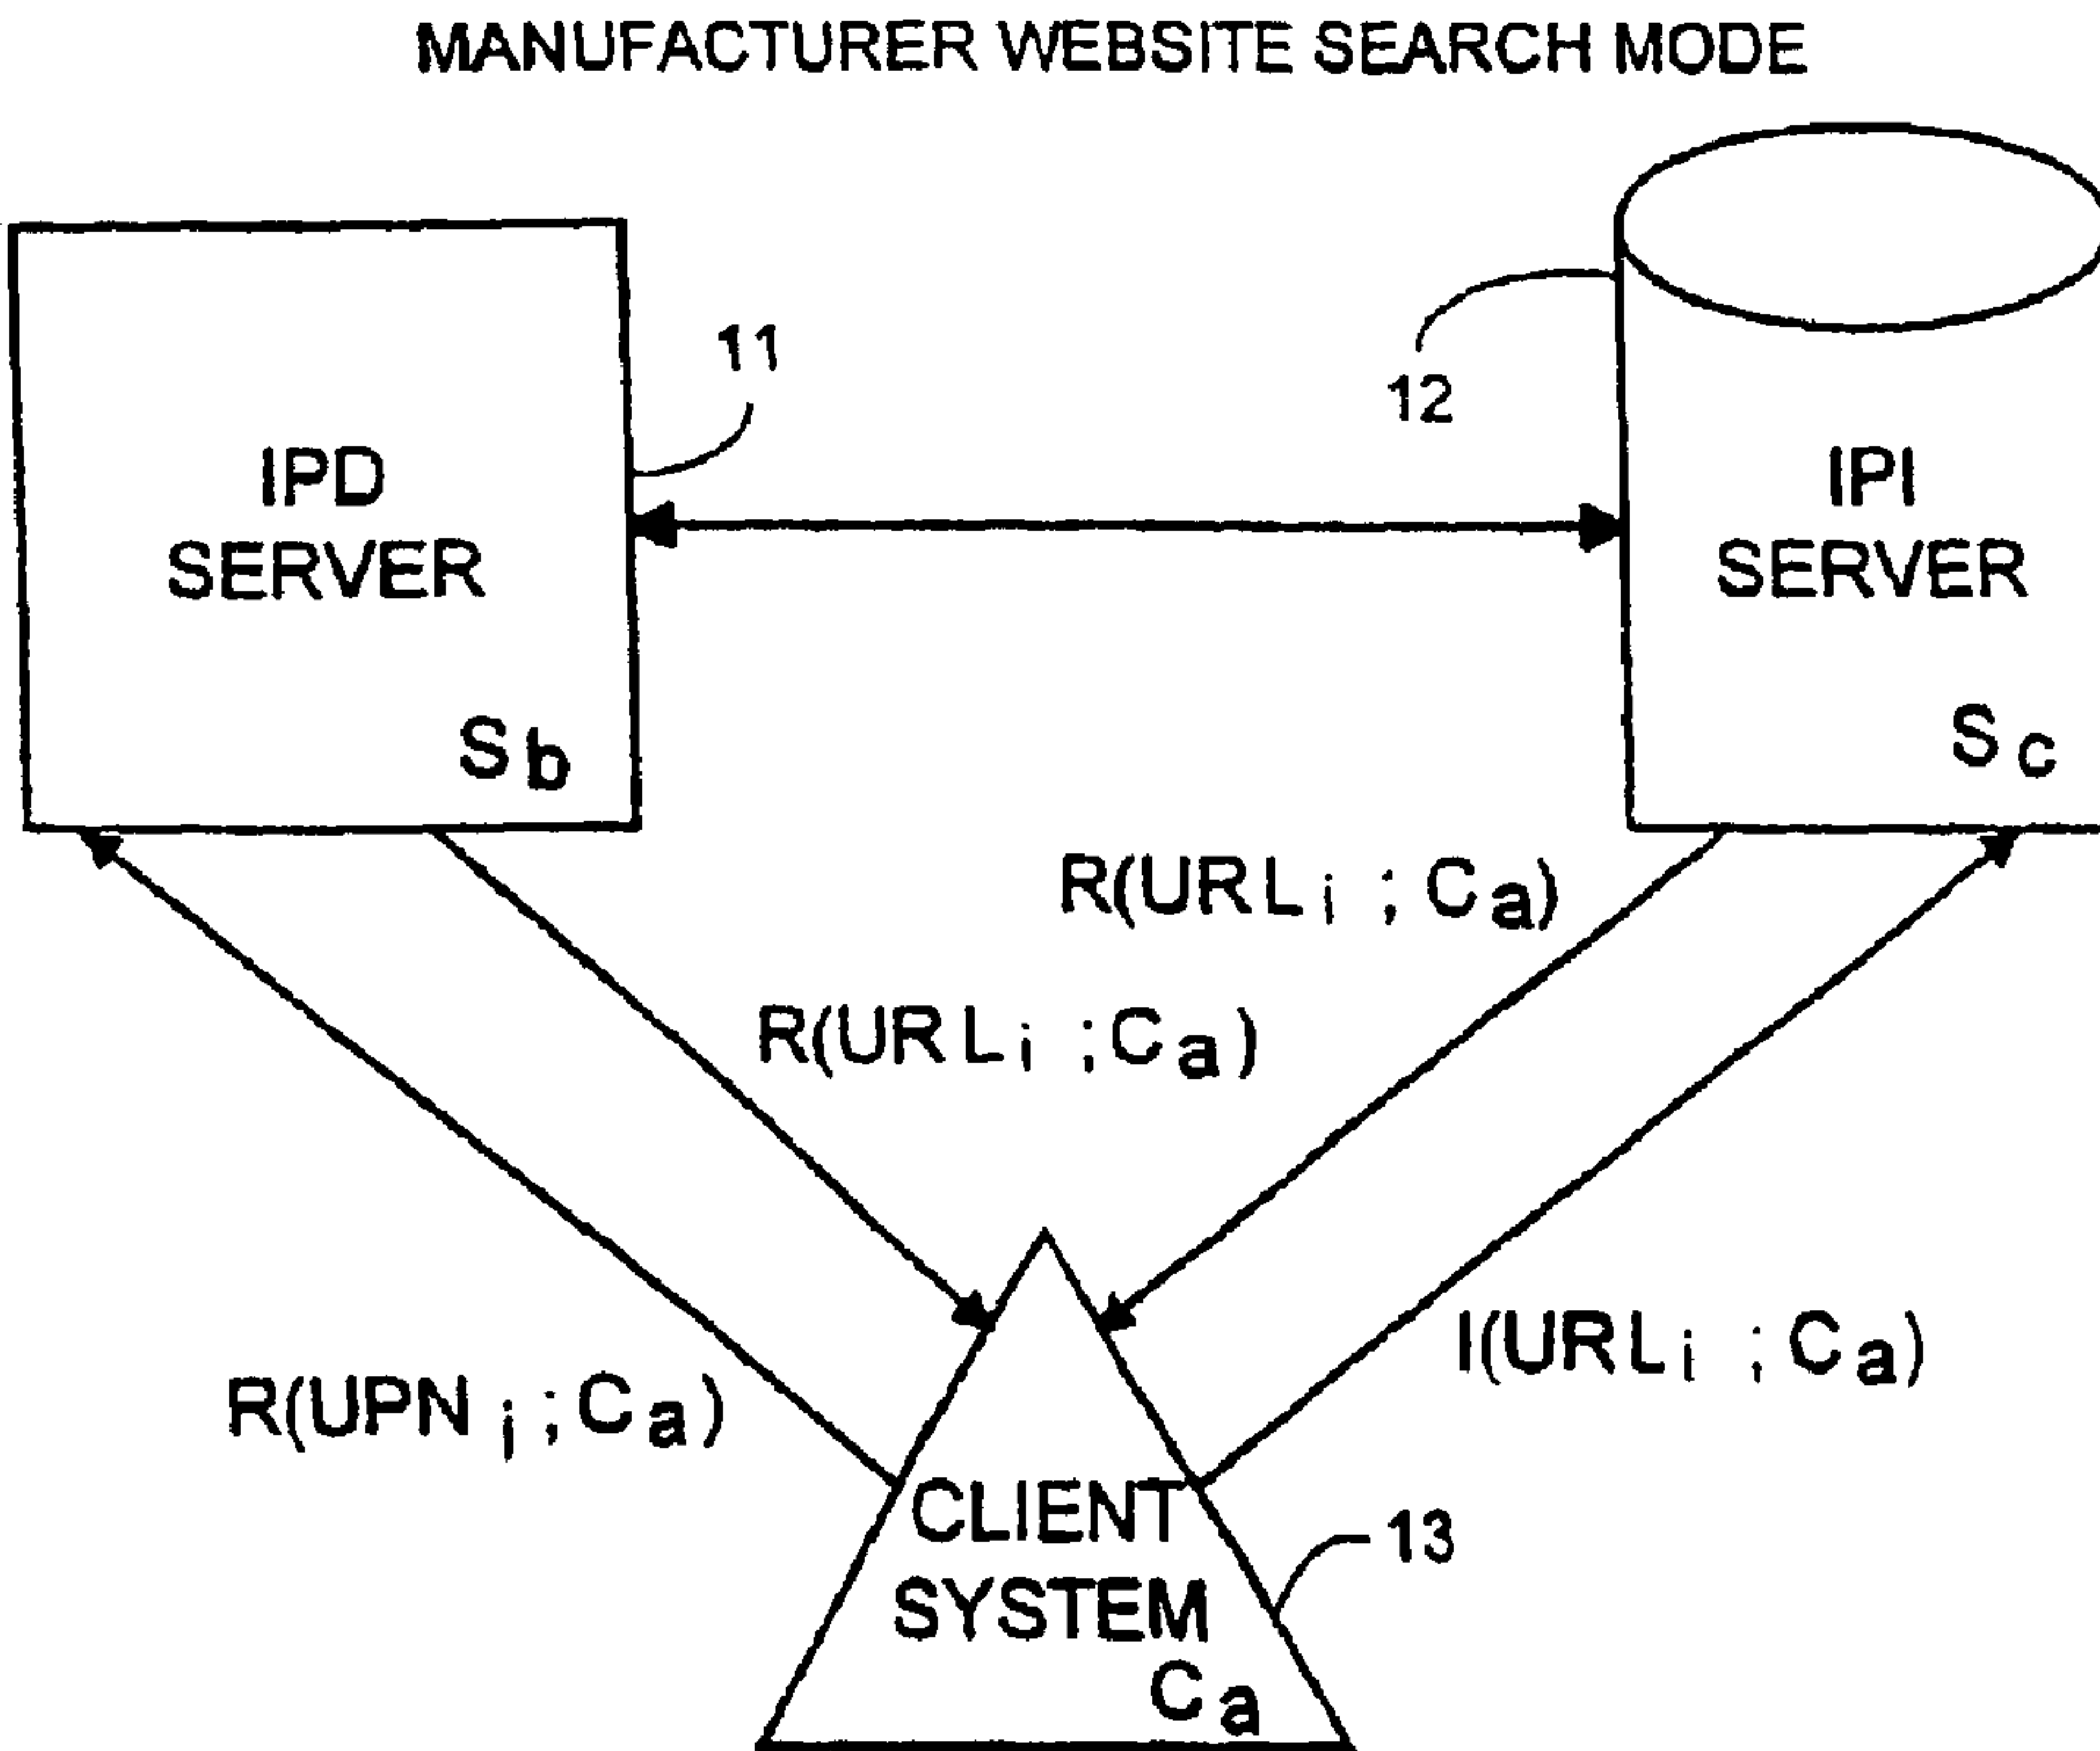 MANUFACTURER WEBSITE SEARCH MODE
11
12
IPD
SERVER
Sb
IPI
SERVER
Sc
R(URLi ; Ca)
R(URLi ;Ca)
I(URLi ; Ca)
R(UPNj ;Ca)
CLIENT
SYSTEM
Ca
13